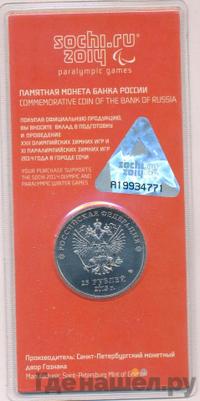 sochi.ru
2014
paralympic games
ПАМЯТНАЯ МОНЕТА БАНКА РОССИИ
COMMEMORATIVE COIN OF THE BANK OF RUSSIA
ПОКУПАЯ ОФИЦИАЛЬНУЮ ПРОДУКЦИЮ,
ВЫ ВНОСИТЕ ВКЛАД В ПОДГОТОВКУ
И ПРОВЕДЕНИЕ
XXII ОЛИМПИЙСКИХ ЗИМНИХ ИГР И
XI ПАРАЛИМПИЙСКИХ ЗИМНИХ ИГР
2014 ГОДА В ГОРОДЕ СОЧИ
YOUR PURCHASE SUPPORTS
THE SOCHI 2014 OLYMPIC AND
PARALYMPIC WINTER GAMES
sochi.ru
2014
A19934771
РОССИЙСКАЯ ФЕДЕРАЦИЯ
25 РУБЛЕЙ
Производитель: Санкт-Петербургский монетный
двор Гознака
Manufacturer: Saint-Petersburg Mint of Goznak
гденашел.ру